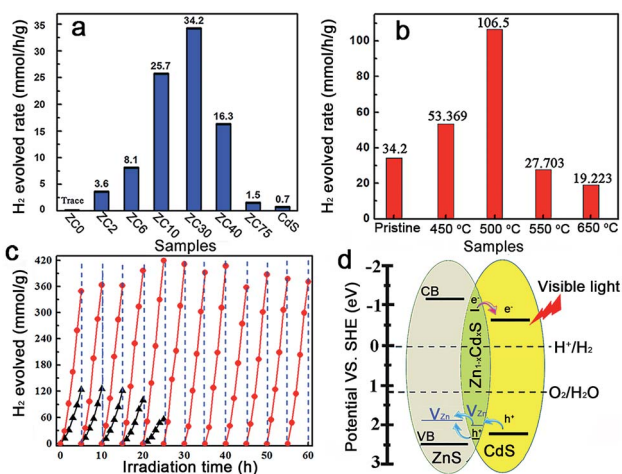 a
H₂ evolved rate (mmol/h/g)
35
30
25
20
15
10
5
0
Trace
3.6
8.1
25.7
34.2
16.3
1.5
0.7
ZC0
ZC2
ZC6
ZC10
ZC30
ZC40
ZC75
CdS
Samples
b
H₂ evolved rate (mmol/h/g)
100
80
60
40
20
0
34.2
53.369
106.5
27.703
19.223
Pristine
450 °C
500 °C
550 °C
650 °C
Samples
c
H₂ evolved (mmol/g)
420
360
300
240
180
120
60
0
0
10
20
30
40
50
60
Irradiation time (h)
d
Potential VS. SHE (eV)
-2
-1
0
1
2
3
CB
e⁻
e⁻
Visible light
Zn₁₋ₓCdₓS
H⁺/H₂
O₂/H₂O
V_Zn
V_Zn
h⁺
h⁺
VB
ZnS
CdS